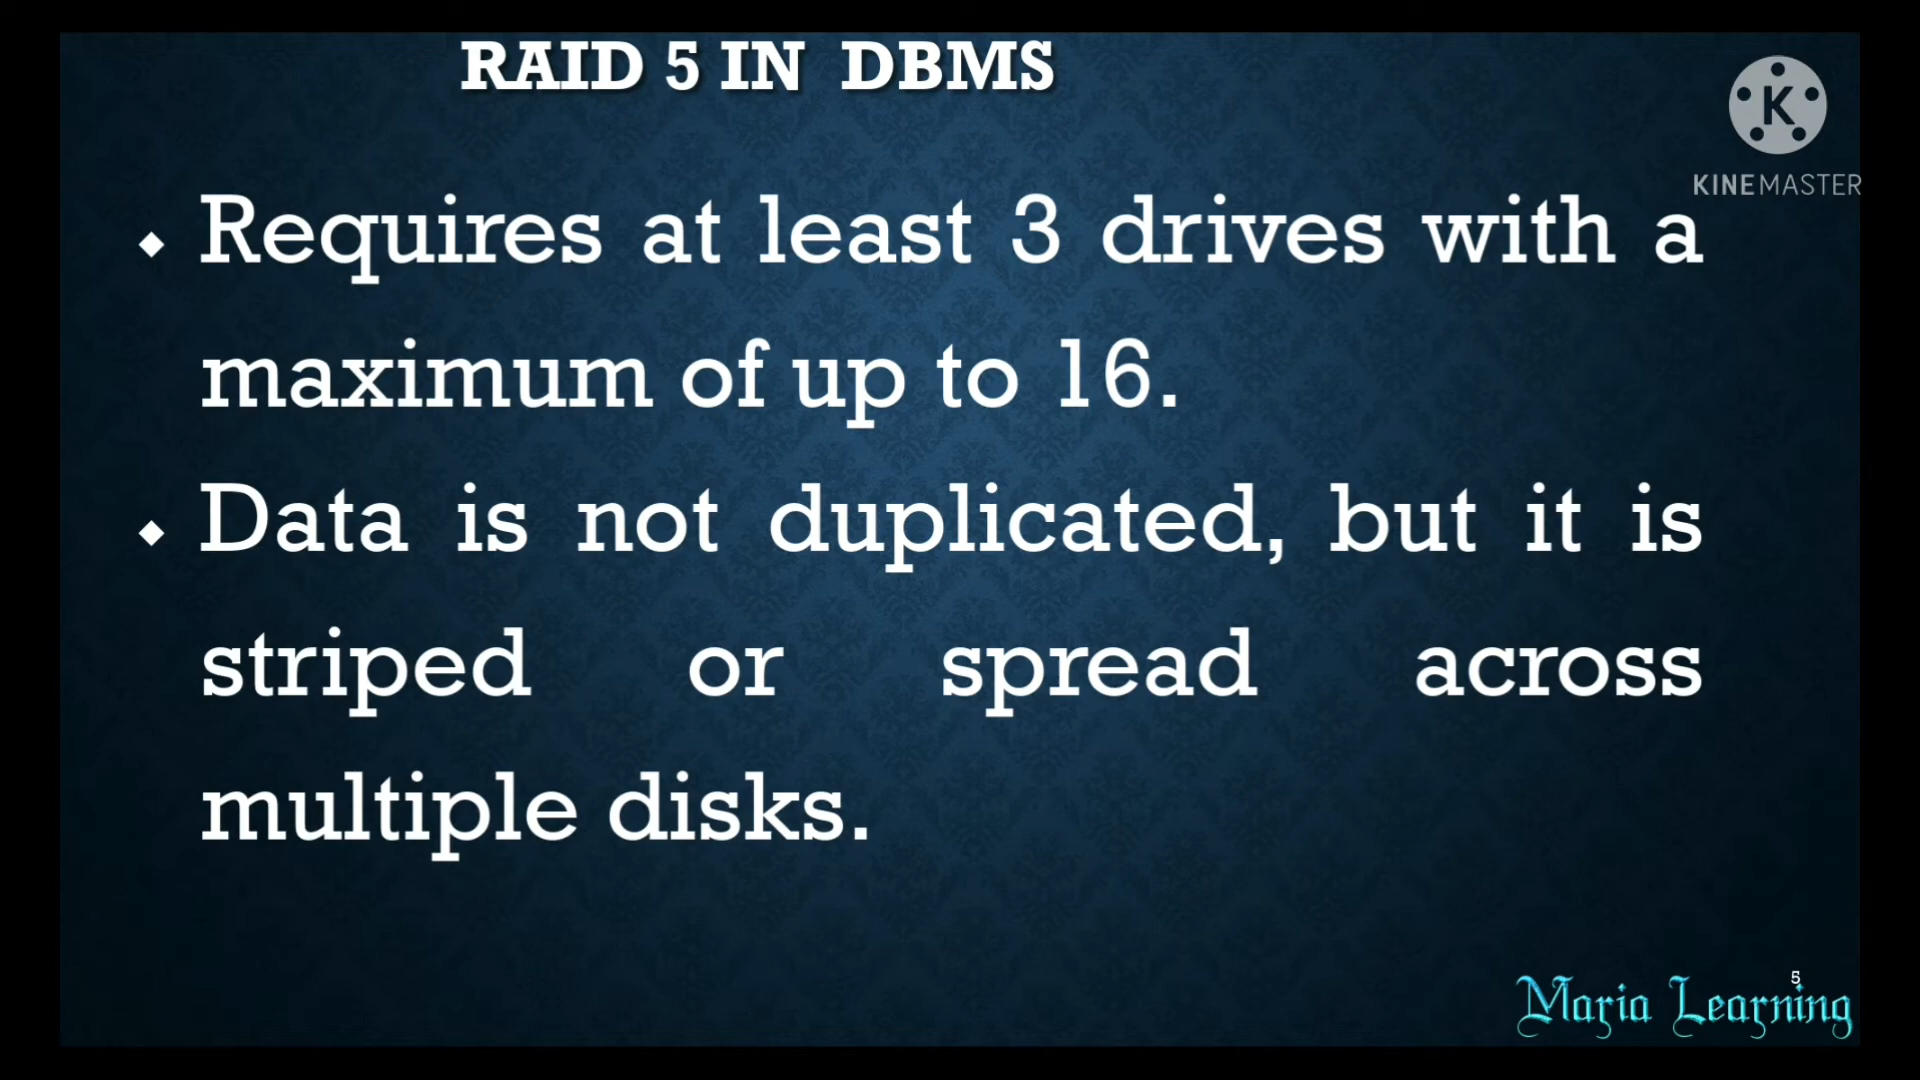 RAID 5 IN DBMS
KINEMASTER
Requires at least 3 drives with a
maximum of up to 16.
Data is not duplicated, but it is
striped or spread across
multiple disks.
5
Maria Learning